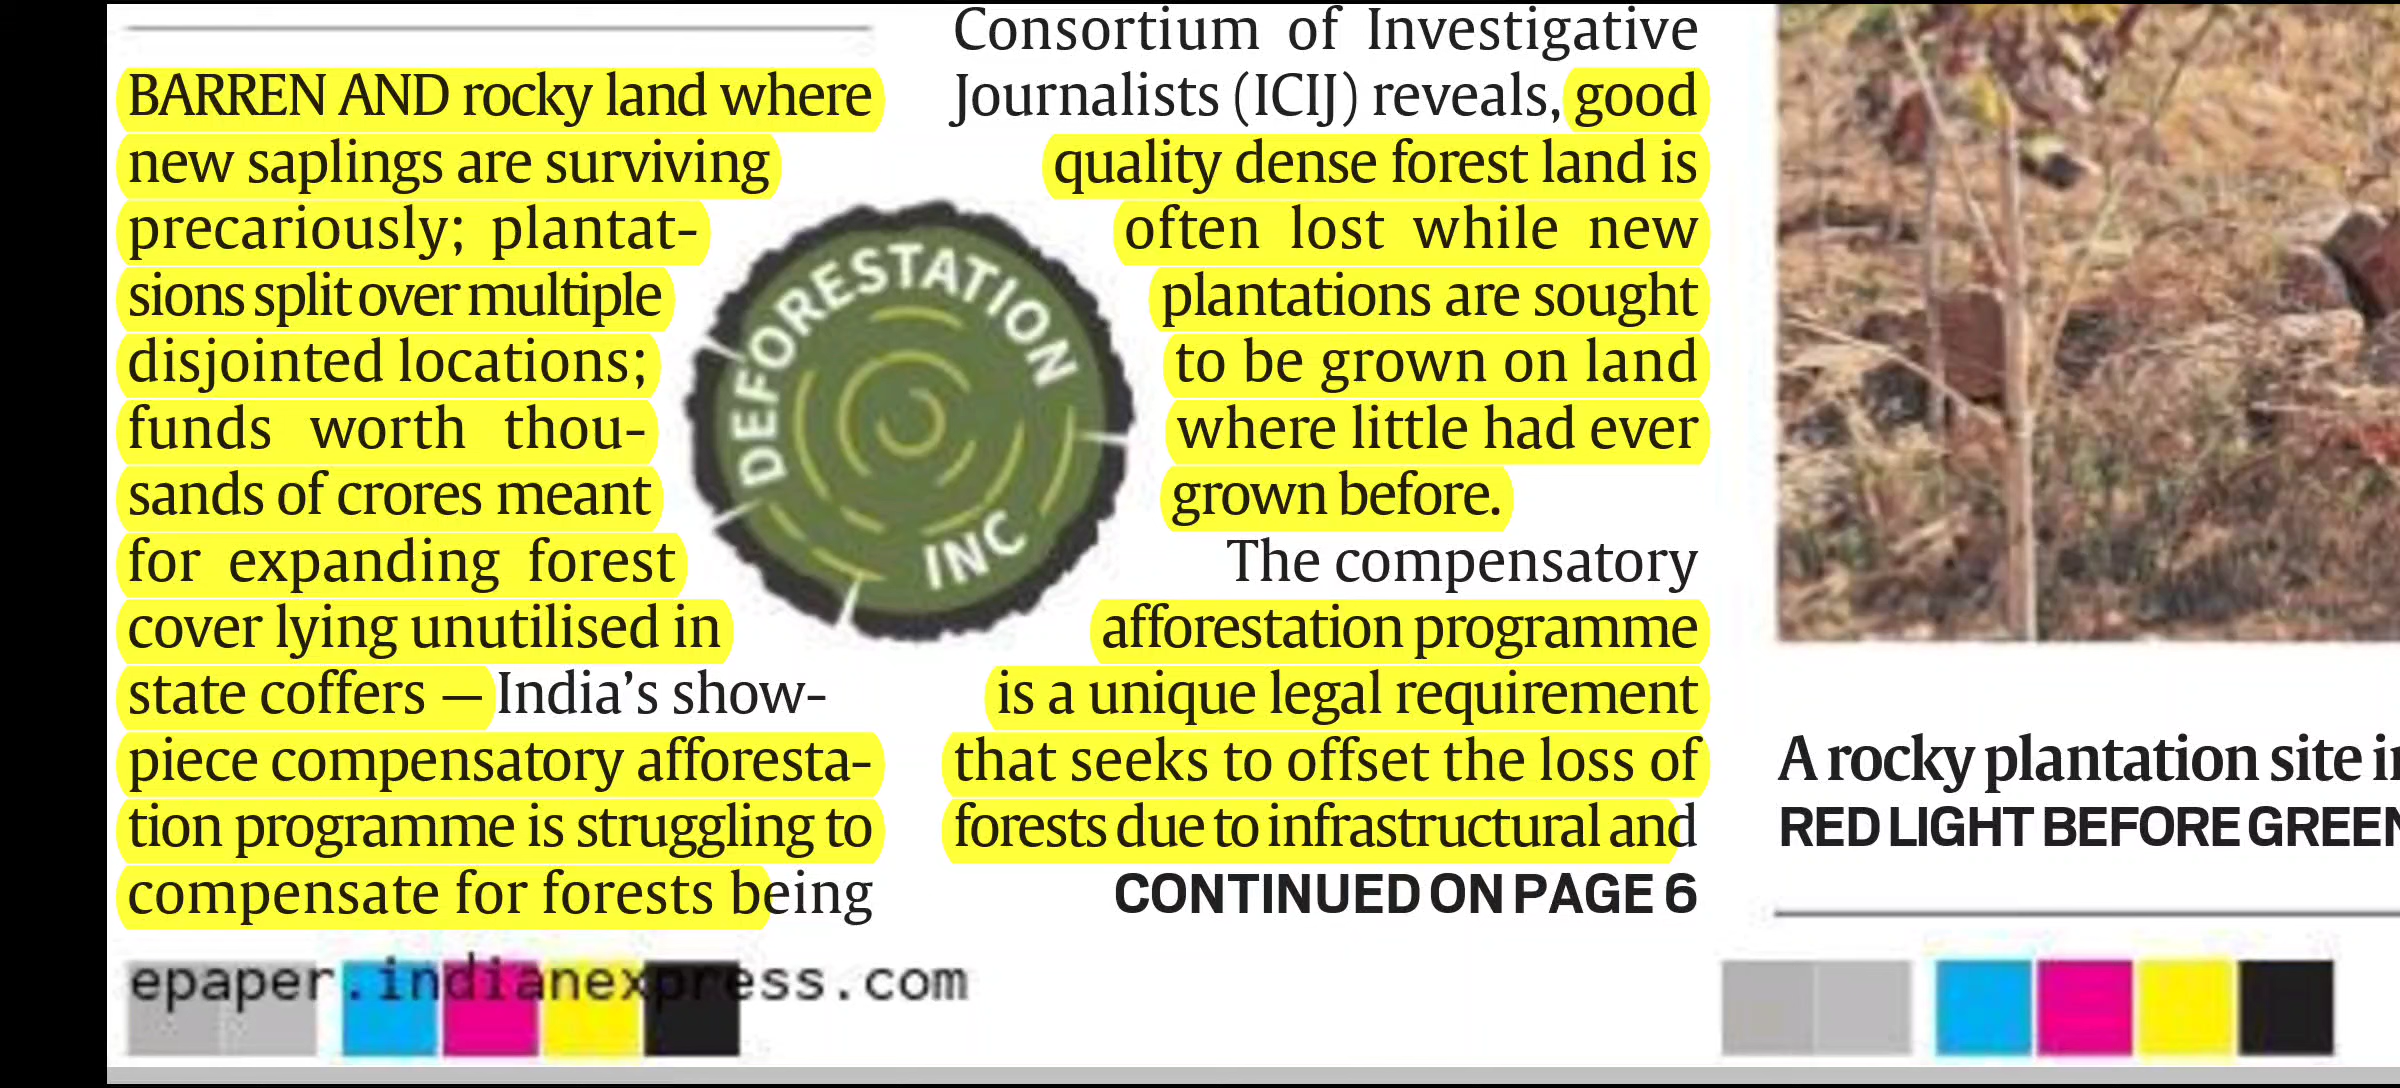 BARREN AND rocky land where
new saplings are surviving
precariously; plantat-
sions split over multiple
disjointed locations;
funds worth thou-
sands of crores meant
for expanding forest
cover lying unutilised in
state coffers — India's show-
piece compensatory afforesta-
tion programme is struggling to
compensate for forests being
DEFORESTATION
INC
Consortium of Investigative
Journalists (ICIJ) reveals, good
quality dense forest land is
often lost while new
plantations are sought
to be grown on land
where little had ever
grown before.
The compensatory
afforestation programme
is a unique legal requirement
that seeks to offset the loss of
forests due to infrastructural and
CONTINUED ON PAGE 6
A rocky plantation site in
RED LIGHT BEFORE GREEN
epaper.indianexpress.com